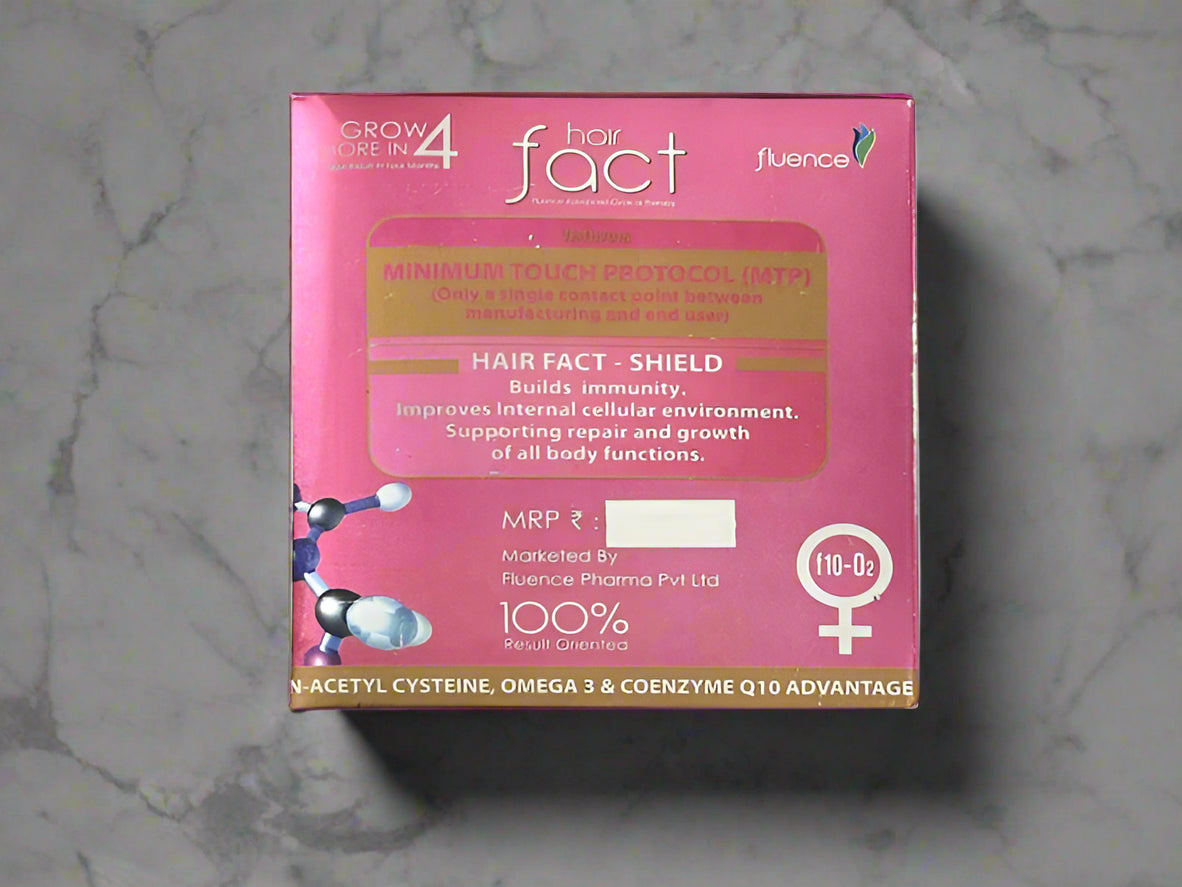 GROW
MORE IN 4
hair
fact
fluence
MINIMUM TOUCH PROTOCOL (MTP)
(Only a single contact point between
manufacturing and end user)
HAIR FACT - SHIELD
Builds immunity.
Improves Internal cellular environment.
Supporting repair and growth
of all body functions.
MRP ₹ :
Marketed By
Fluence Pharma Pvt Ltd
100%
Result Oriented
f10-O2
N-ACETYL CYSTEINE, OMEGA 3 & COENZYME Q10 ADVANTAGE